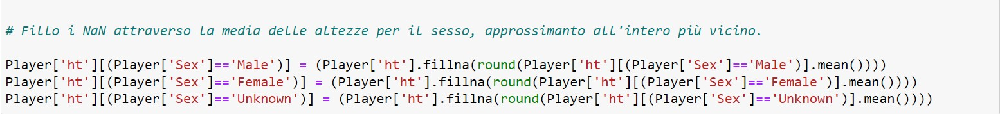 # Fillo i NaN attraverso la media delle altezze per il sesso, approssimanto all'intero più vicino.
Player['ht'][(Player['Sex']=='Male')] = (Player['ht'].fillna(round(Player['ht'][(Player['Sex']=='Male')].mean())))
Player['ht'][(Player['Sex']=='Female')] = (Player['ht'].fillna(round(Player['ht'][(Player['Sex']=='Female')].mean())))
Player['ht'][(Player['Sex']=='Unknown')] = (Player['ht'].fillna(round(Player['ht'][(Player['Sex']=='Unknown')].mean())))